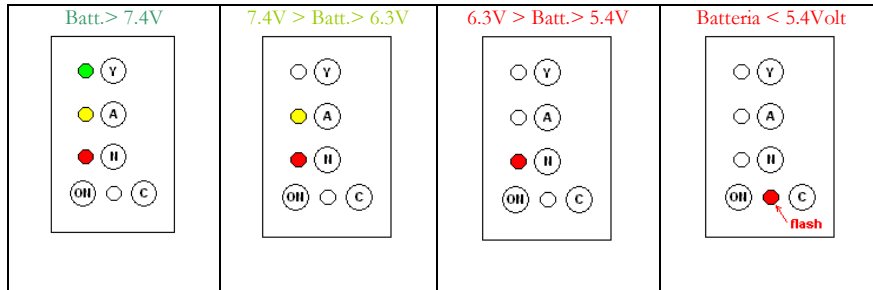 Batt.> 7.4V
Y
A
N
ON C
7.4V > Batt.> 6.3V
Y
A
N
ON C
6.3V > Batt.> 5.4V
Y
A
N
ON C
Batteria < 5.4Volt
Y
A
N
ON C
flash